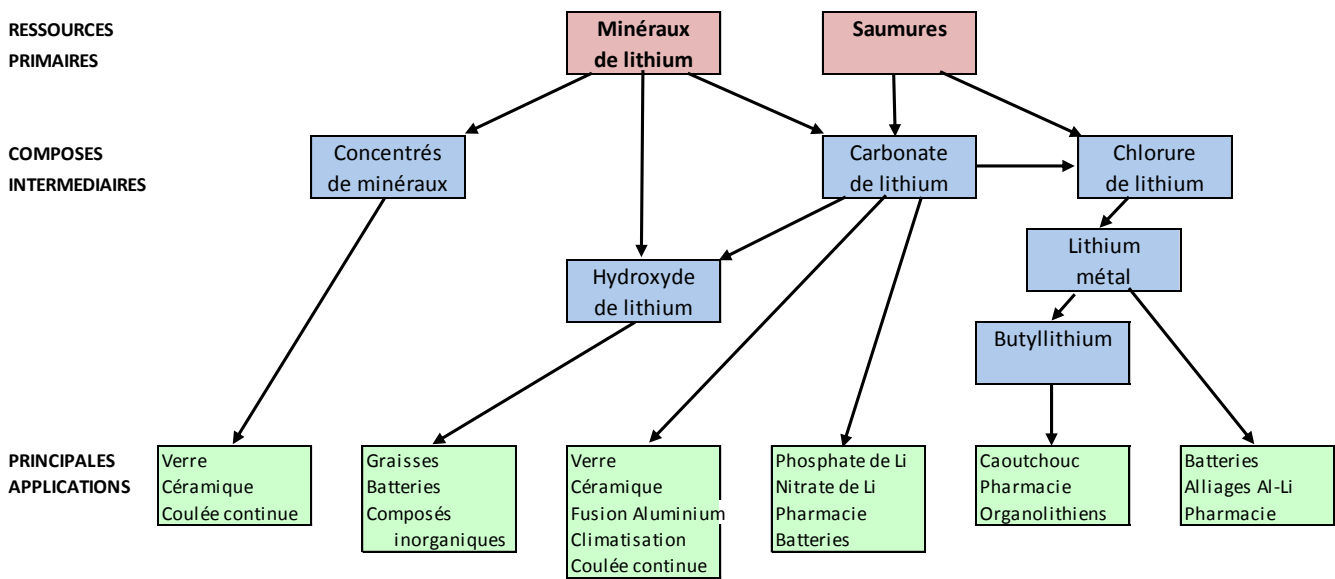 RESSOURCES
PRIMAIRES
Minéraux
de lithium
Saumures
COMPOSES
INTERMEDIAIRES
Concentrés
de minéraux
Carbonate
de lithium
Chlorure
de lithium
Lithium
métal
Hydroxyde
de lithium
Butyllithium
PRINCIPALES
APPLICATIONS
Verre
Céramique
Coulée continue
Graisses
Batteries
Composés
inorganiques
Verre
Céramique
Fusion Aluminium
Climatisation
Coulée continue
Phosphate de Li
Nitrate de Li
Pharmacie
Batteries
Caoutchouc
Pharmacie
Organolithiens
Batteries
Alliages Al-Li
Pharmacie